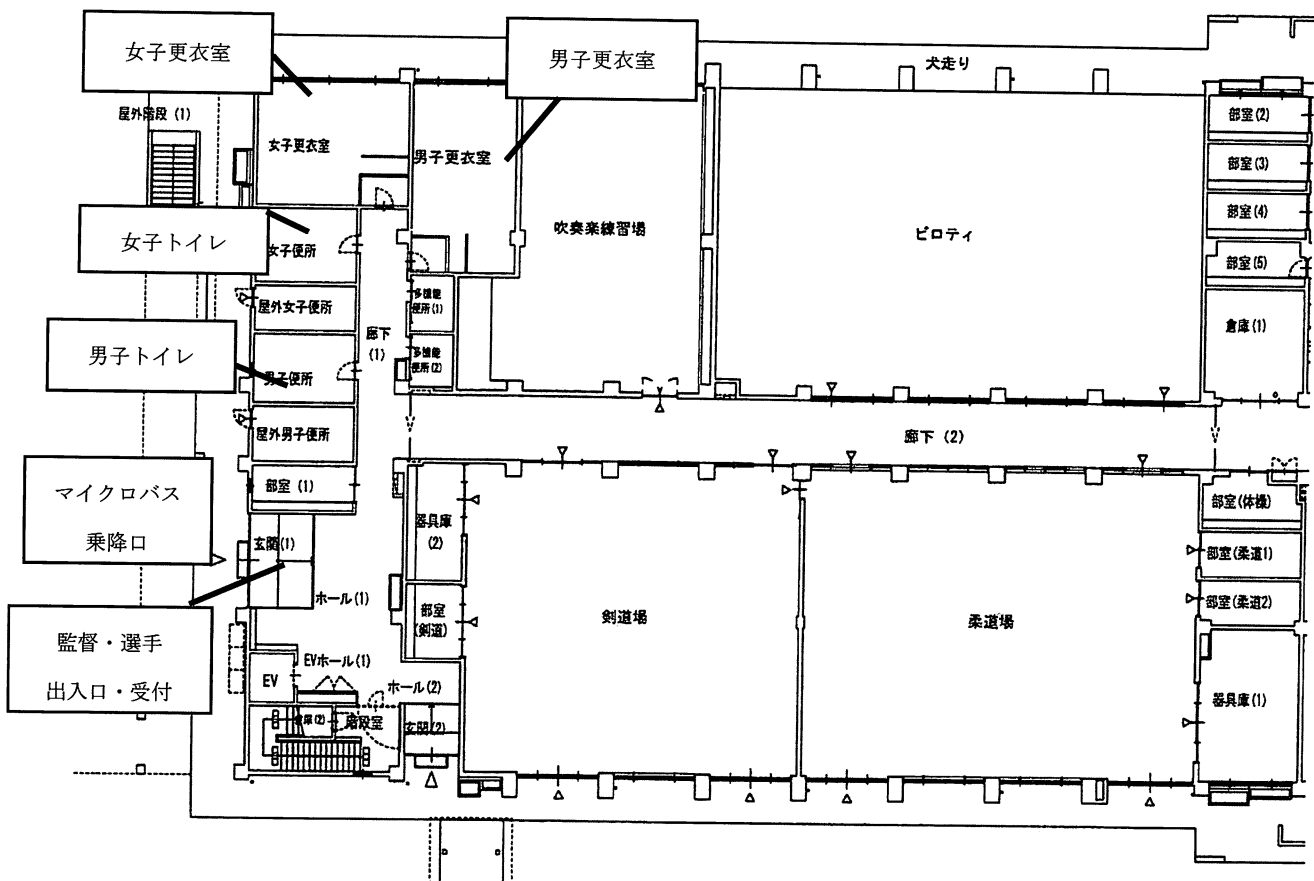 女子更衣室
男子更衣室
犬走り
屋外階段 (1)
女子更衣室
男子更衣室
吹奏楽練習場
ピロティ
部室(2)
部室(3)
部室(4)
部室(5)
倉庫(1)
女子トイレ
女子便所
屋外女子便所
多機能
便所(1)
廊下
(1)
多機能
便所(2)
男子トイレ
男子便所
屋外男子便所
廊下 (2)
部室 (1)
マイクロバス
乗降口
玄関(1)
ホール(1)
器具庫
(2)
部室
(剣道)
剣道場
柔道場
部室(体操)
部室(柔道1)
部室(柔道2)
器具庫(1)
監督・選手
出入口・受付
EVホール(1)
EV
ホール(2)
倉庫(2)
階段室
玄関(2)